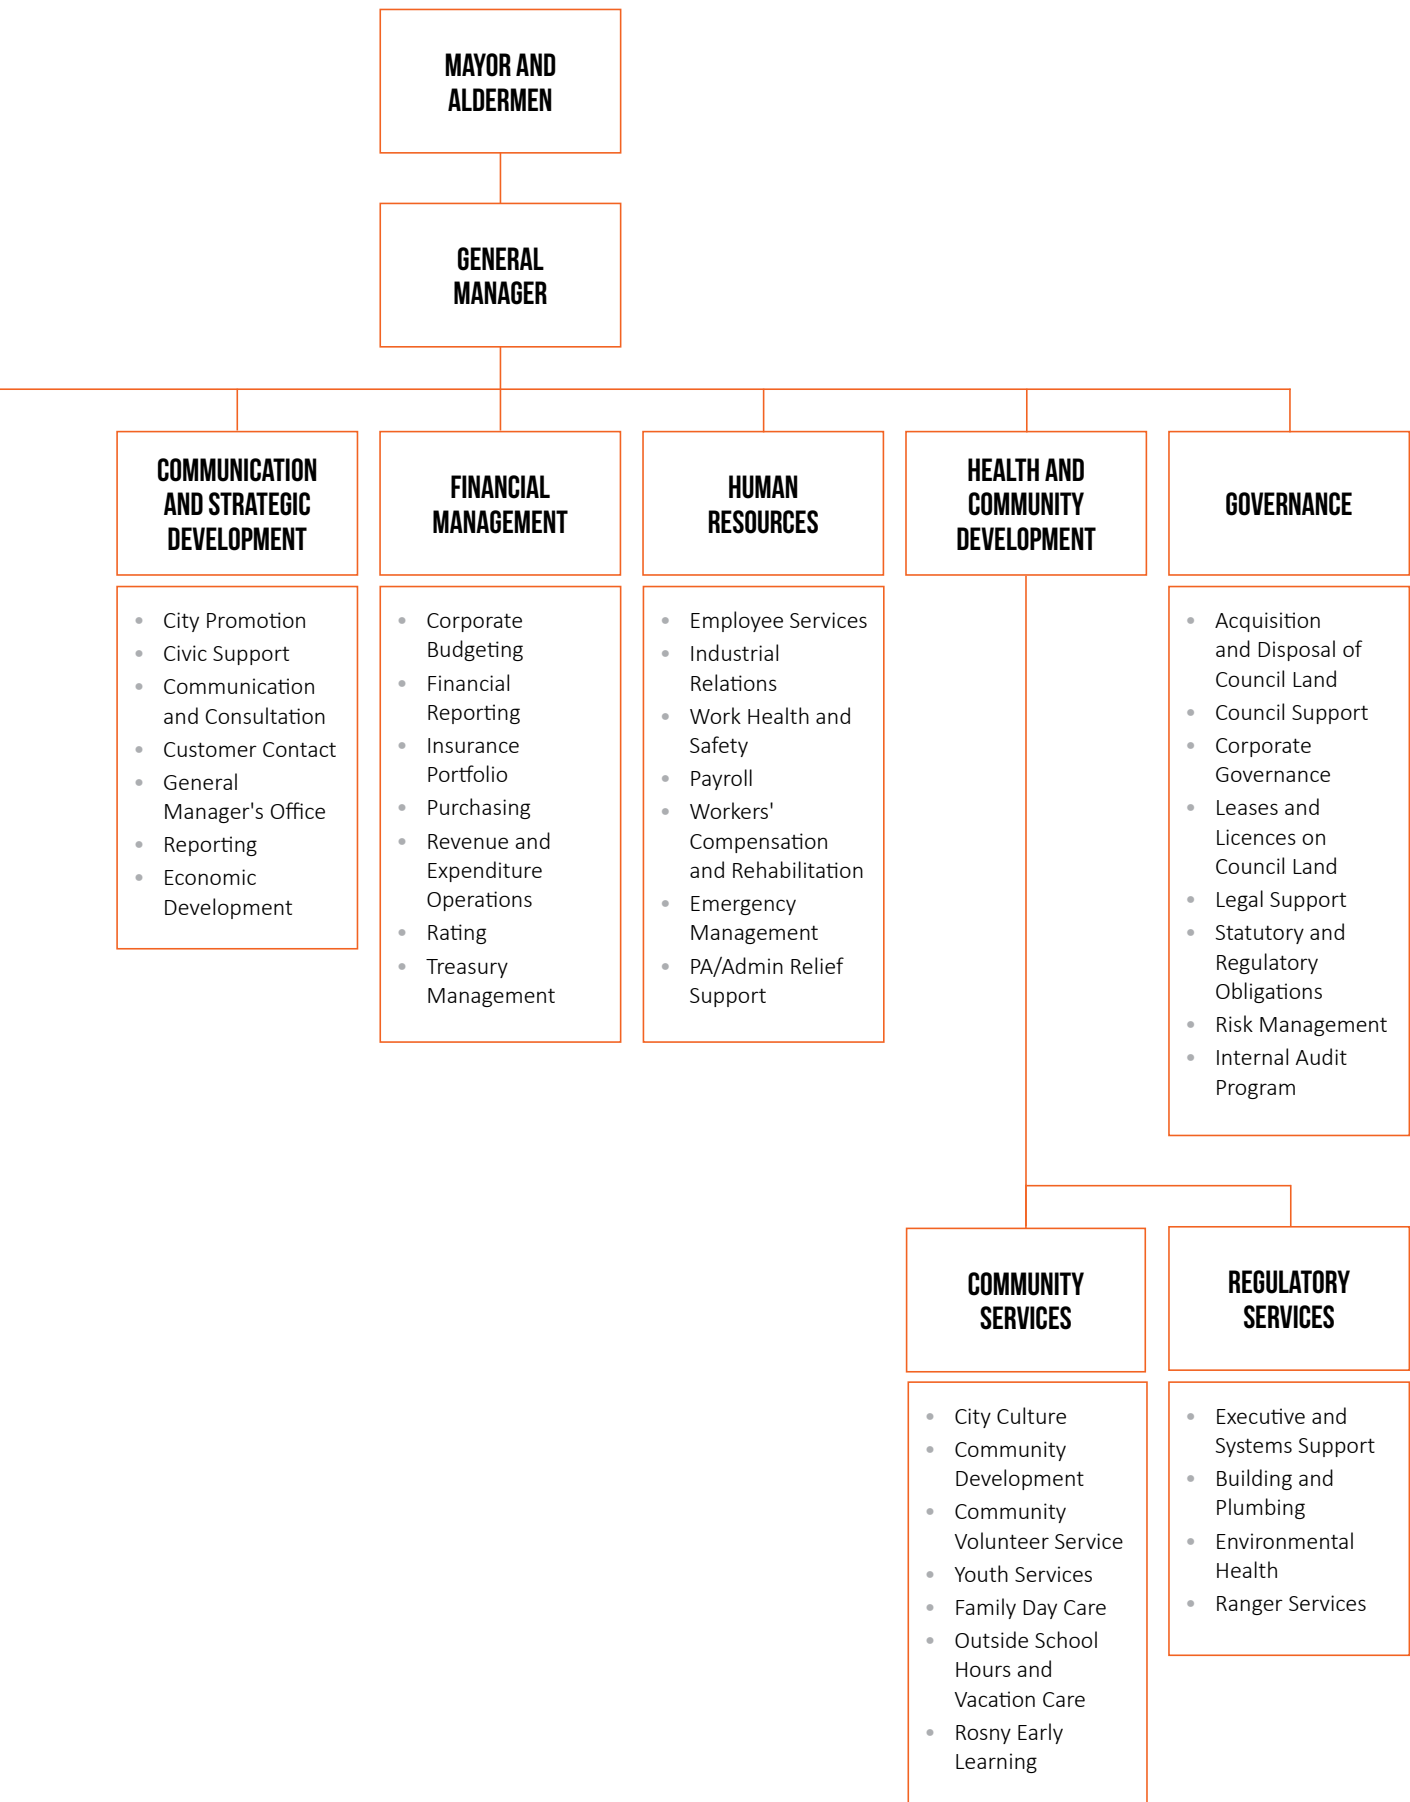 MAYOR AND
ALDERMEN
GENERAL
MANAGER
COMMUNICATION
AND STRATEGIC
DEVELOPMENT
• City Promotion
• Civic Support
• Communication
and Consultation
• Customer Contact
• General
Manager's Office
• Reporting
• Economic
Development
FINANCIAL
MANAGEMENT
• Corporate
Budgeting
• Financial
Reporting
• Insurance
Portfolio
• Purchasing
• Revenue and
Expenditure
Operations
• Rating
• Treasury
Management
HUMAN
RESOURCES
• Employee Services
• Industrial
Relations
• Work Health and
Safety
• Payroll
• Workers'
Compensation
and Rehabilitation
• Emergency
Management
• PA/Admin Relief
Support
HEALTH AND
COMMUNITY
DEVELOPMENT
GOVERNANCE
• Acquisition
and Disposal of
Council Land
• Council Support
• Corporate
Governance
• Leases and
Licences on
Council Land
• Legal Support
• Statutory and
Regulatory
Obligations
• Risk Management
• Internal Audit
Program
COMMUNITY
SERVICES
• City Culture
• Community
Development
• Community
Volunteer Service
• Youth Services
• Family Day Care
• Outside School
Hours and
Vacation Care
• Rosny Early
Learning
REGULATORY
SERVICES
• Executive and
Systems Support
• Building and
Plumbing
• Environmental
Health
• Ranger Services